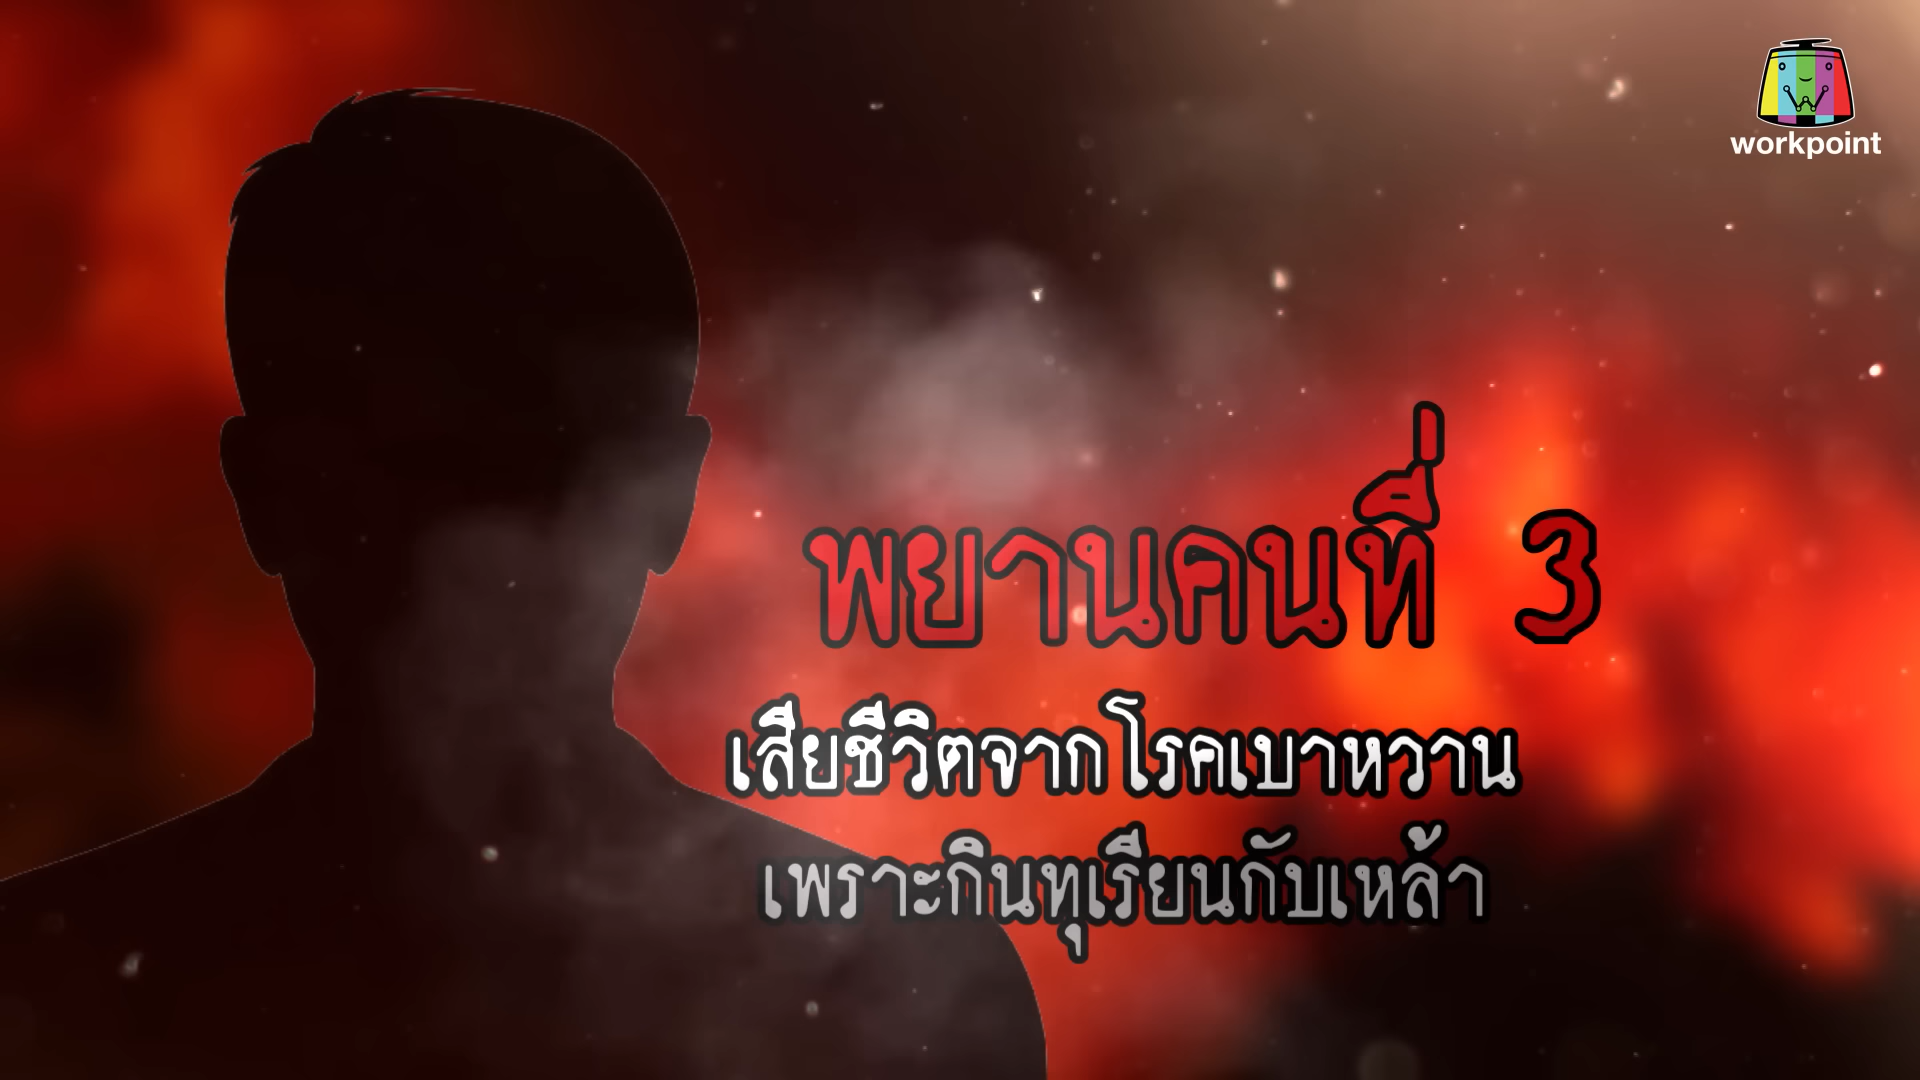 workpoint
พยานคนที่ 3
เสียชีวิตจากโรคเบาหวาน
เพราะกินทุเรียนกับเหล้า